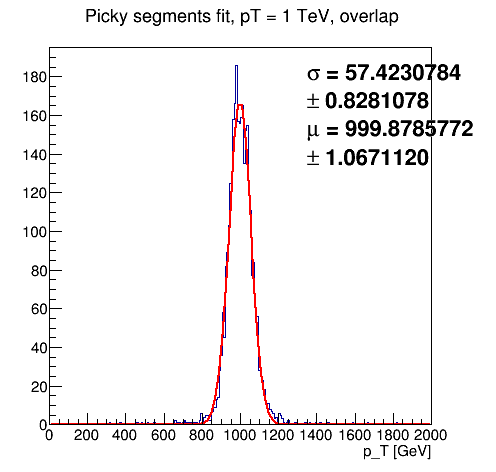 Picky segments fit, pT = 1 TeV, overlap
σ = 57.4230784
± 0.8281078
μ = 999.8785772
± 1.0671120
180
160
140
120
100
80
60
40
20
0
0 200 400 600 800 1000 1200 1400 1600 1800 2000
p_T [GeV]